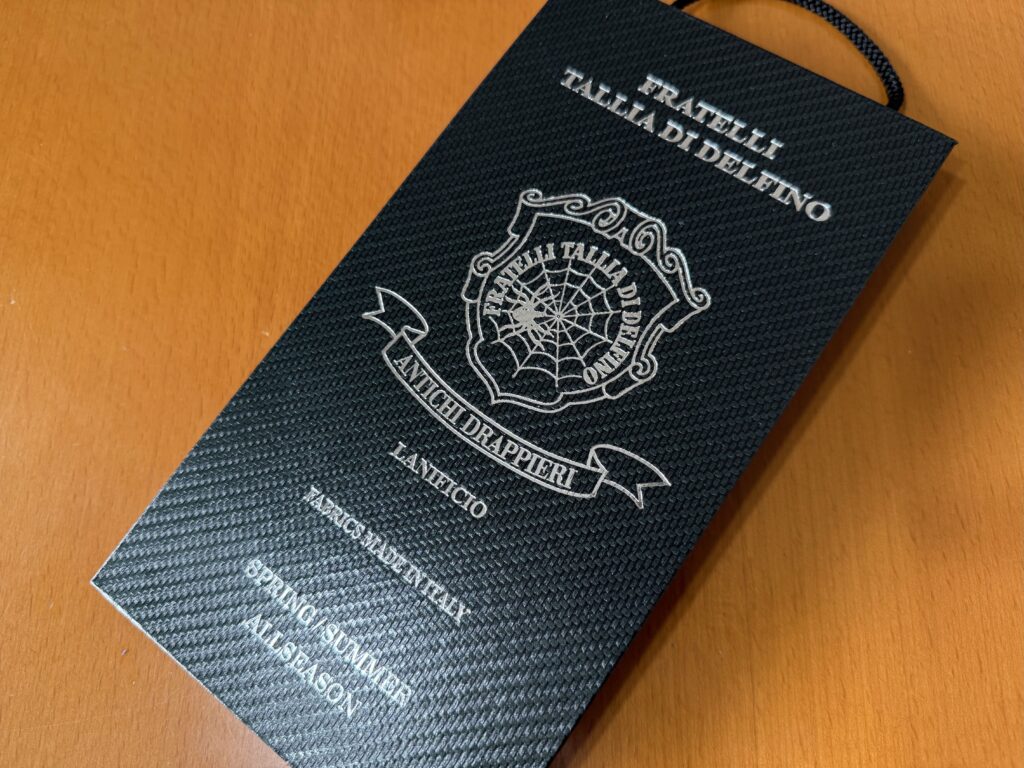 FRATELLI
TALLIA DI DELFINO
FRATELLI TALLIA DI DELFINO
ANTICHI DRAPPIERI
LANIFICIO
FABRICS MADE IN ITALY
SPRING / SUMMER
ALLSEASON